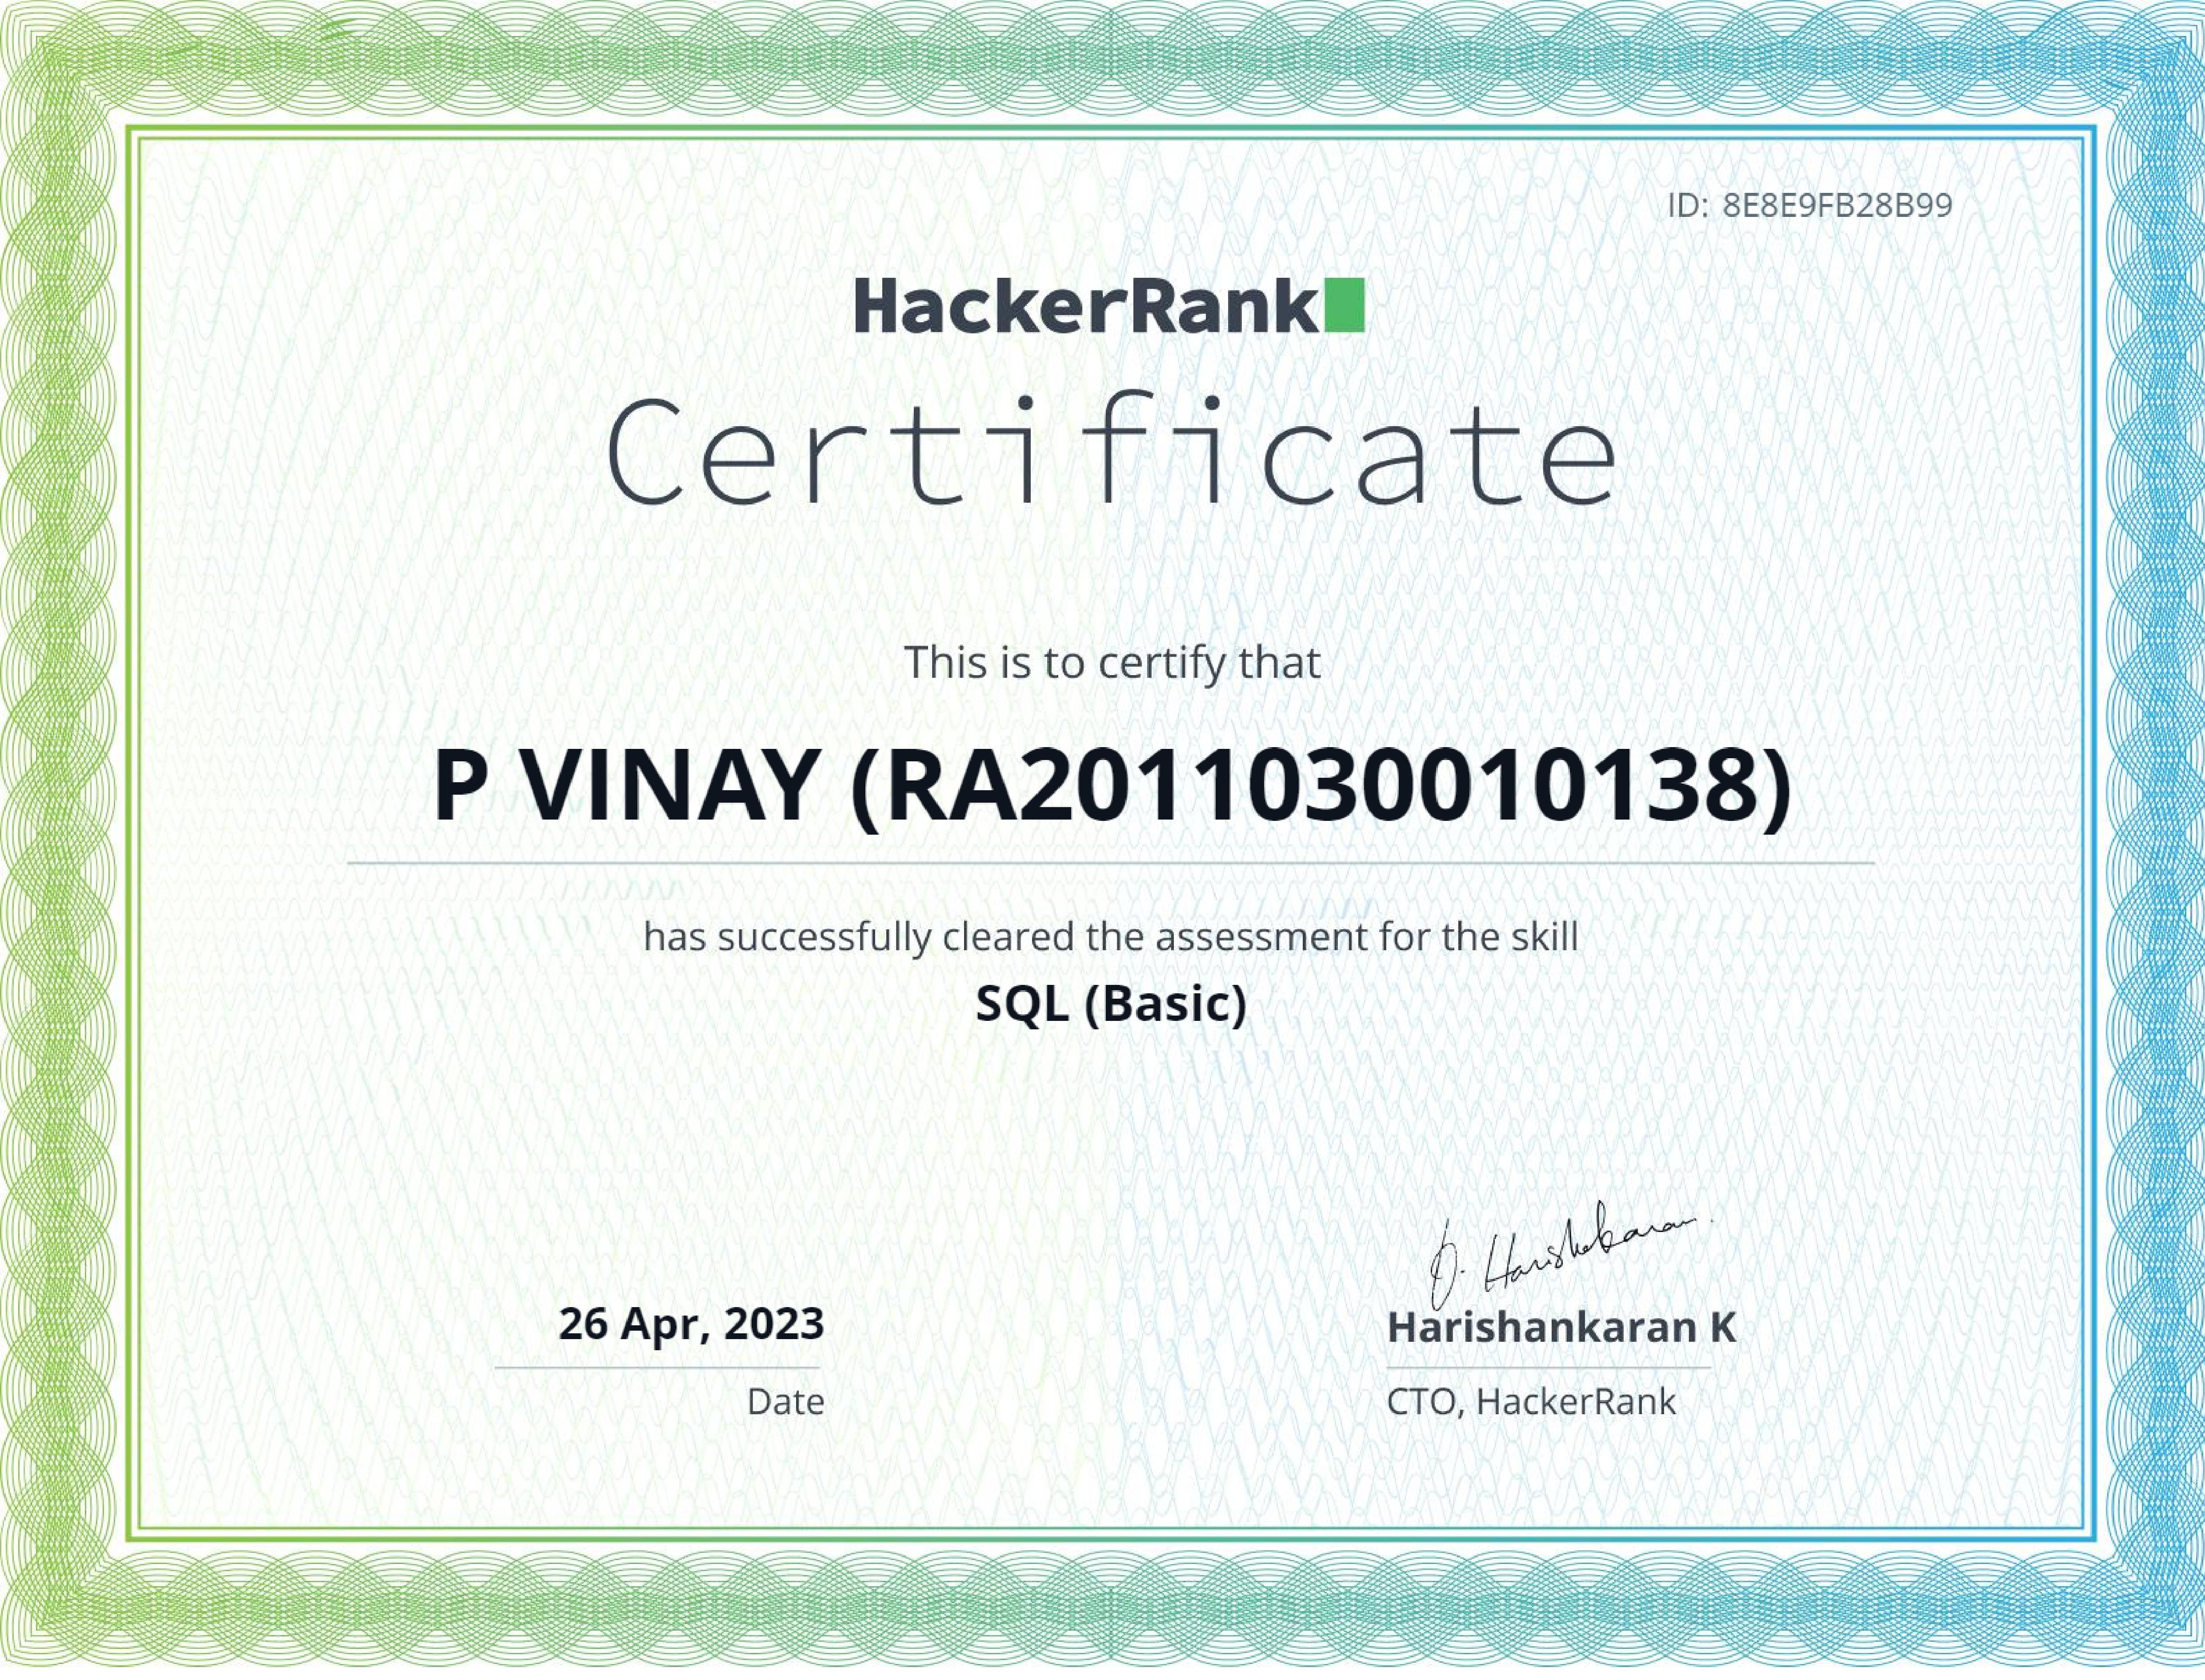 ID: 8E8E9FB28B99
HackerRank
Certificate
This is to certify that
P VINAY (RA2011030010138)
has successfully cleared the assessment for the skill
SQL (Basic)
26 Apr, 2023
Date
Harishankaran K
CTO, HackerRank